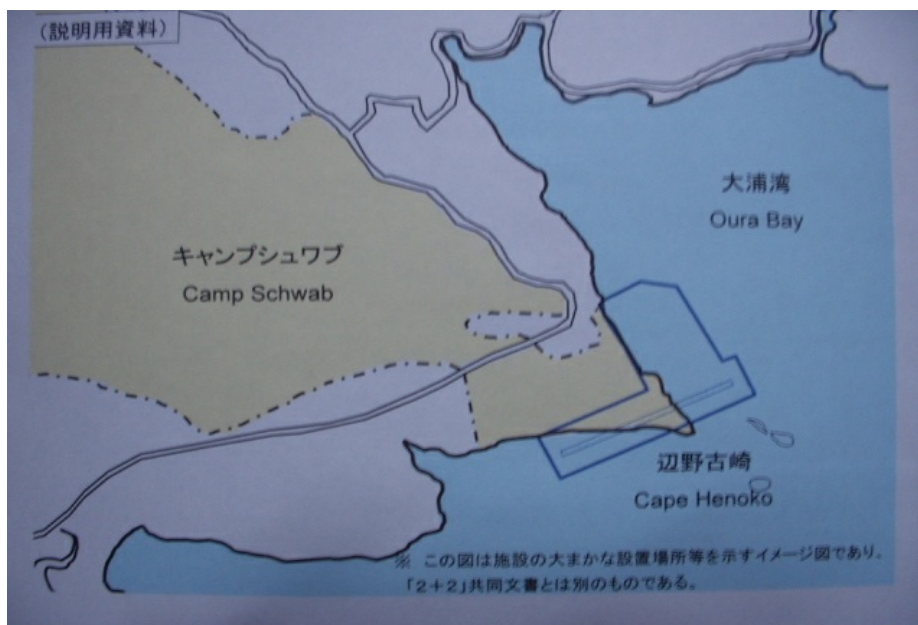 (説明用資料)
大浦湾
Oura Bay
キャンプシュワブ
Camp Schwab
辺野古崎
Cape Henoko
※ この図は施設の大まかな設置場所等を示すイメージ図であり、
「2+2」共同文書とは別のものである。